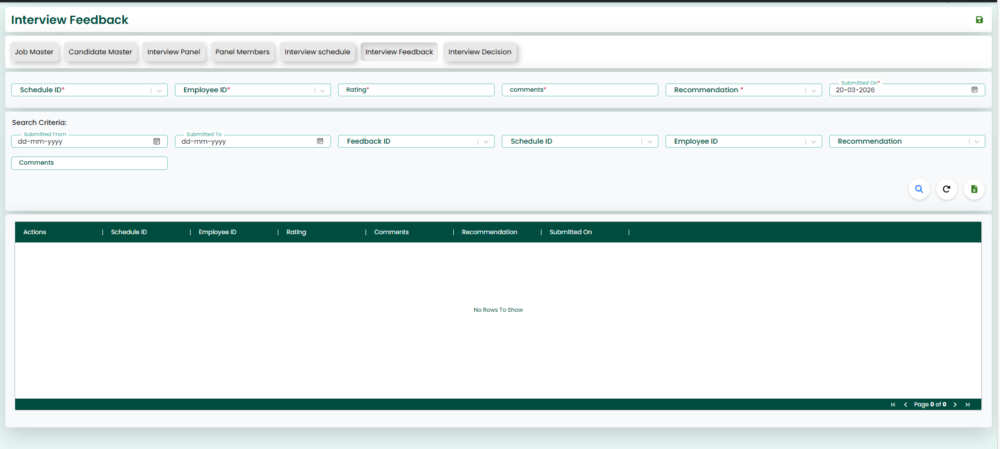 Interview Feedback
Job Master Candidate Master Interview Panel Panel Members Interview schedule Interview Feedback Interview Decision
Submitted On*
Schedule ID* Employee ID* Rating* comments* Recommendation * 20-03-2026
Search Criteria:
Submitted From Submitted To
dd-mm-yyyy dd-mm-yyyy Feedback ID Schedule ID Employee ID Recommendation
Comments
Actions Schedule ID Employee ID Rating Comments Recommendation Submitted On
No Rows To Show
Page 0 of 0